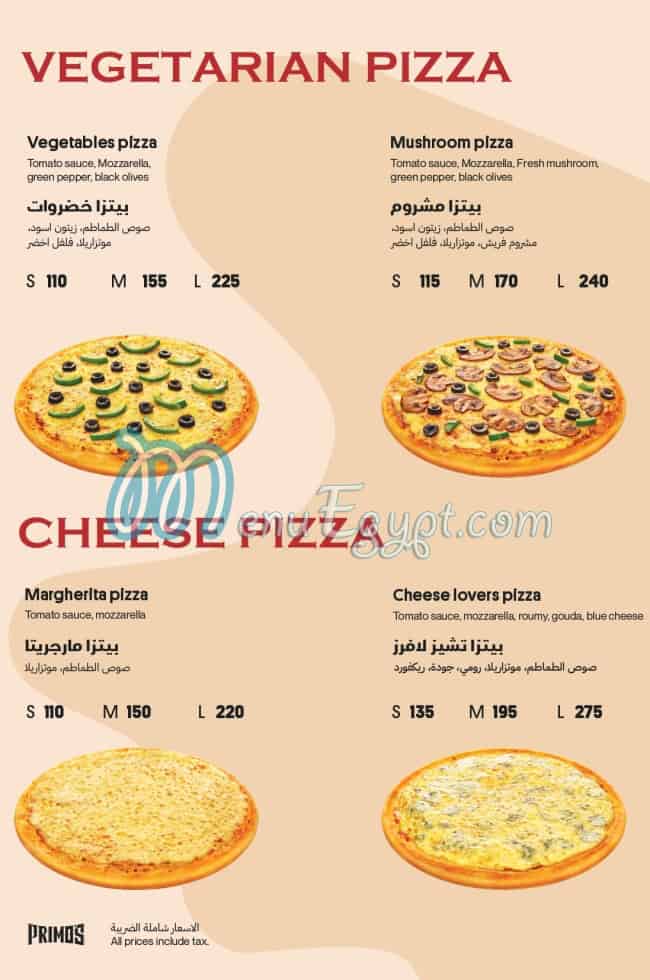 VEGETARIAN PIZZA
Vegetables pizza
Tomato sauce, Mozzarella,
green pepper, black olives
بيتزا خضروات
صوص الطماطم، زيتون اسود،
موتزاريلا، فلفل اخضر
S 110 M 155 L 225
Mushroom pizza
Tomato sauce, Mozzarella, Fresh mushroom,
green pepper, black olives
بيتزا مشروم
صوص الطماطم، زيتون اسود،
مشروم فريش، موتزاريلا، فلفل اخضر
S 115 M 170 L 240
MenuEgypt.com
CHEESE PIZZA
Margherita pizza
Tomato sauce, mozzarella
بيتزا مارجريتا
صوص الطماطم، موتزاريلا
S 110 M 150 L 220
Cheese lovers pizza
Tomato sauce, mozzarella, roumy, gouda, blue cheese
بيتزا تشيز لافرز
صوص الطماطم، موتزاريلا، رومي، جودة، ريكفورد
S 135 M 195 L 275
PRIMOS
الاسعار شاملة الضريبة
All prices include tax.